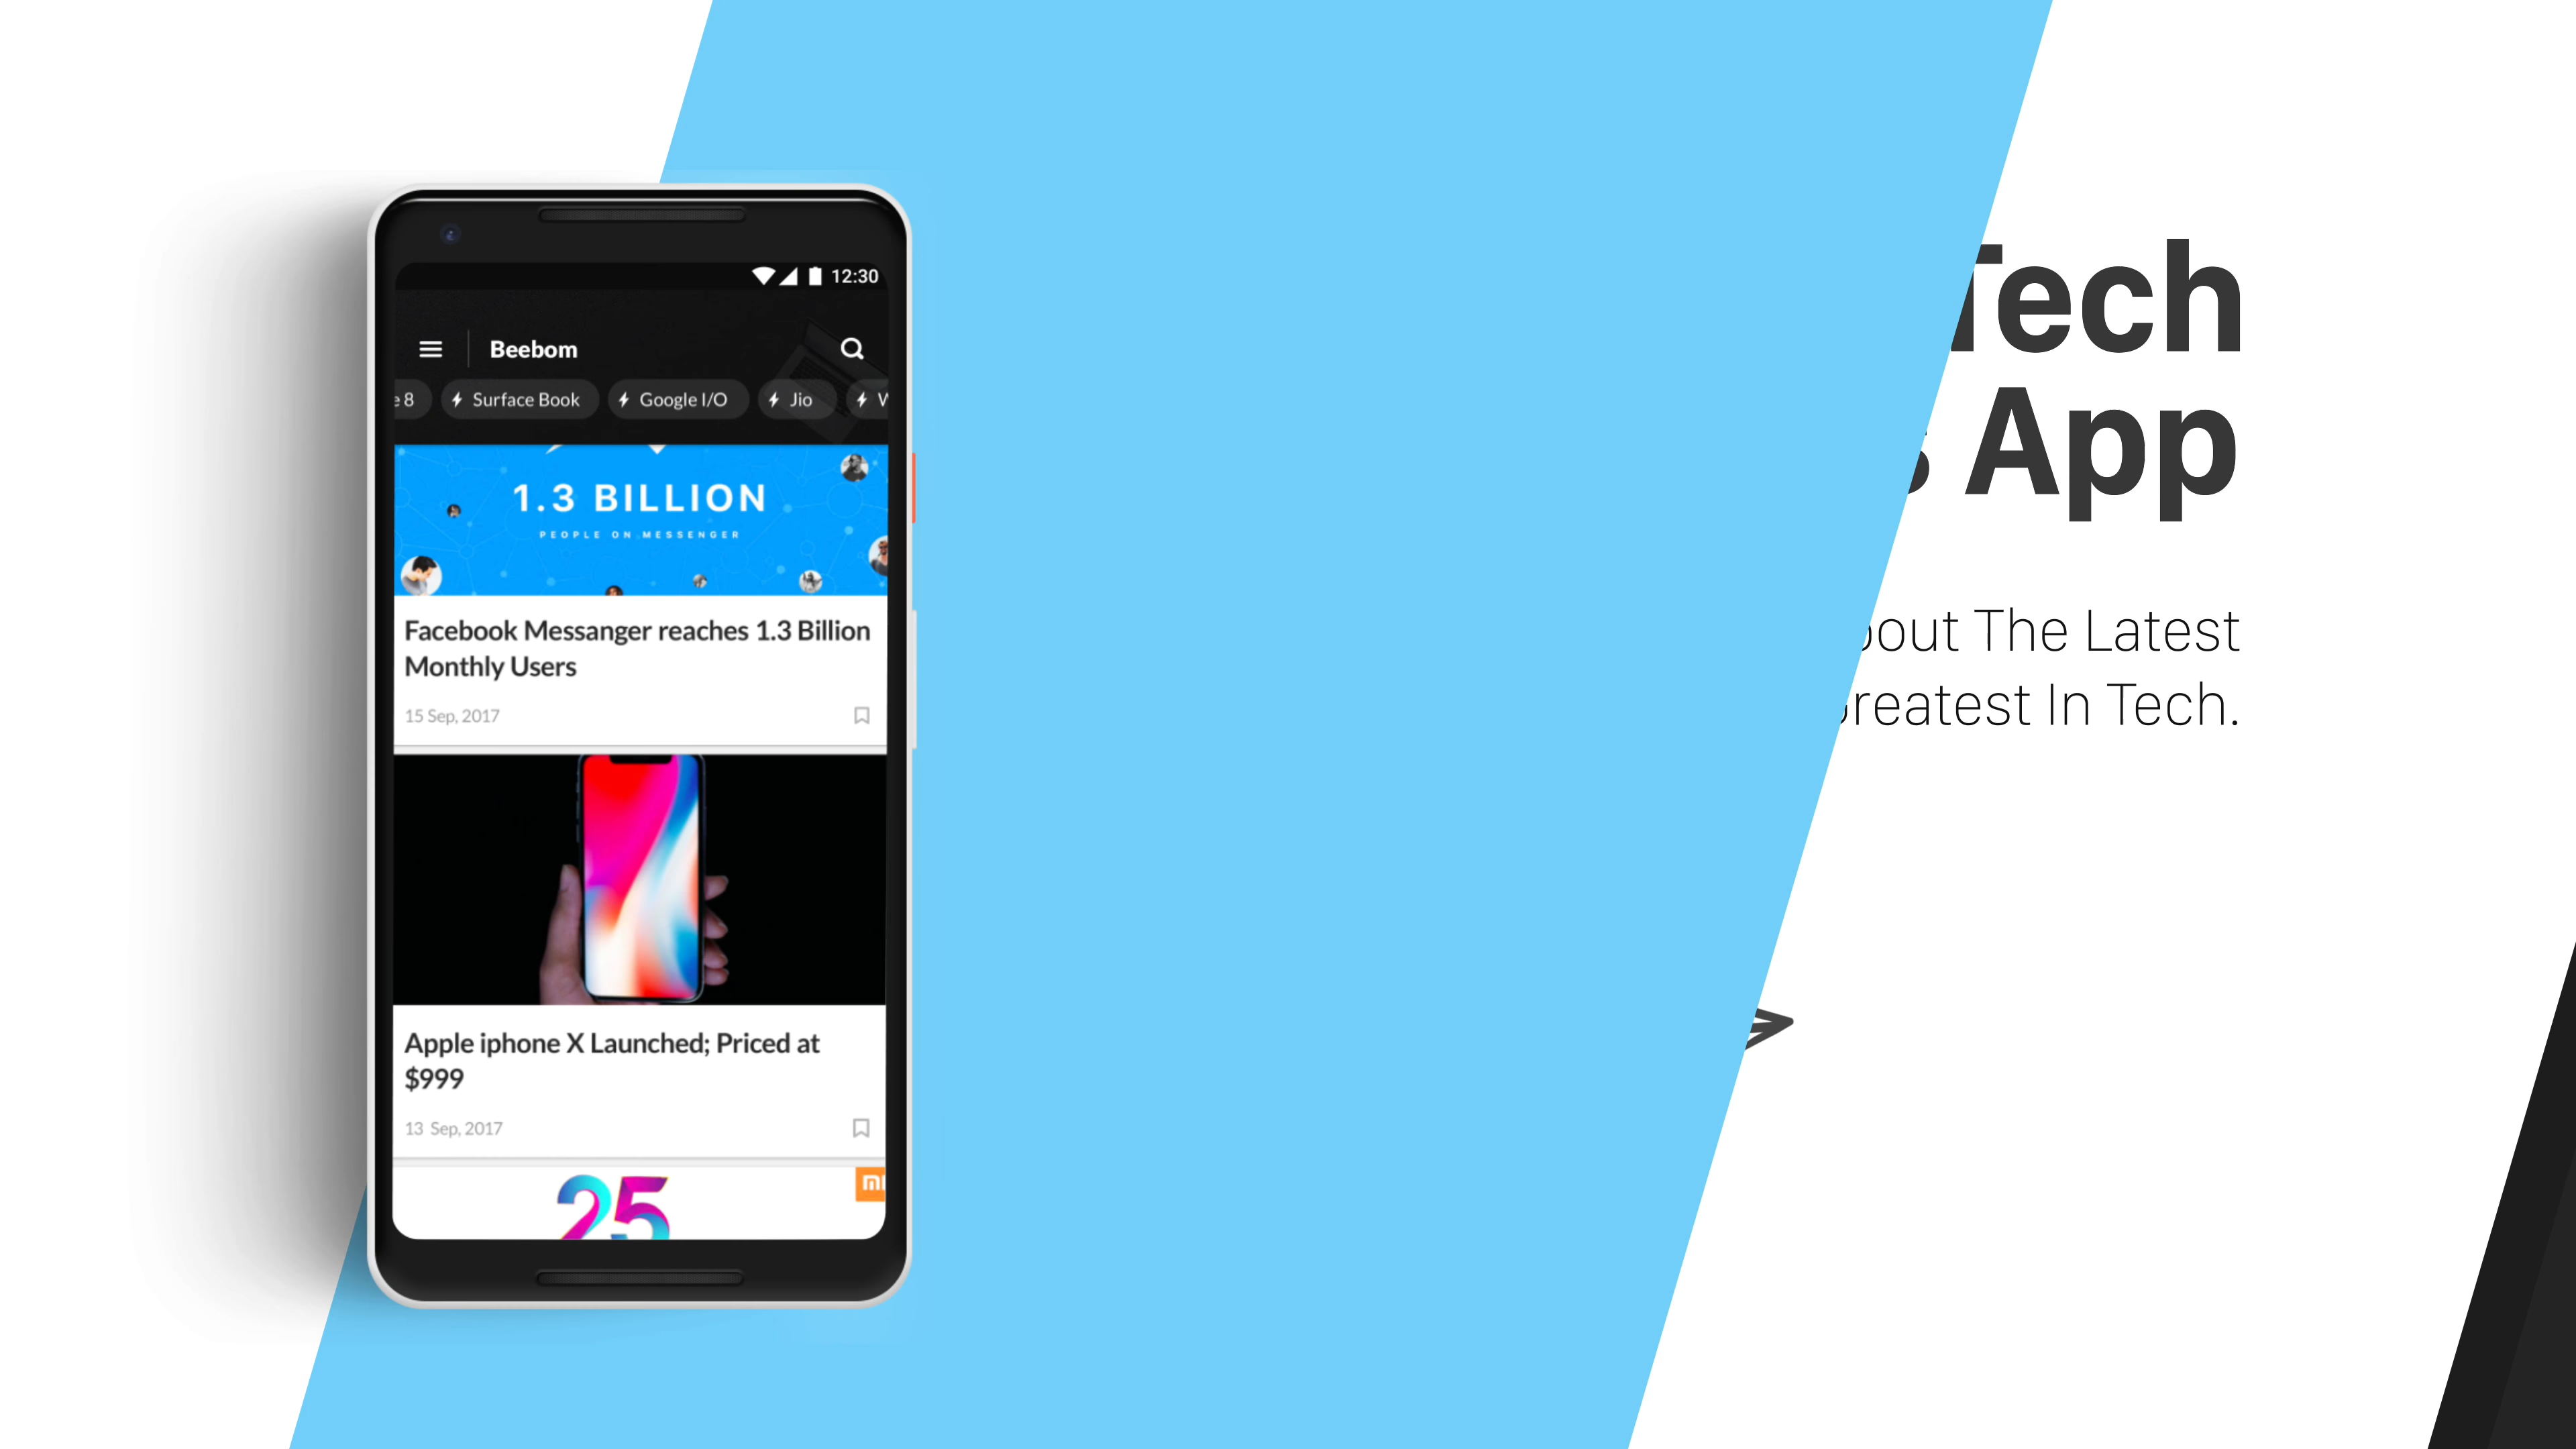 12:30
Beebom
e 8
Surface Book
Google I/O
Jio
1.3 BILLION
PEOPLE ON MESSENGER
Facebook Messanger reaches 1.3 Billion
Monthly Users
15 Sep, 2017
Apple iphone X Launched; Priced at
$999
13 Sep, 2017
mi
25
Tech
App
out The Latest
reatest In Tech.